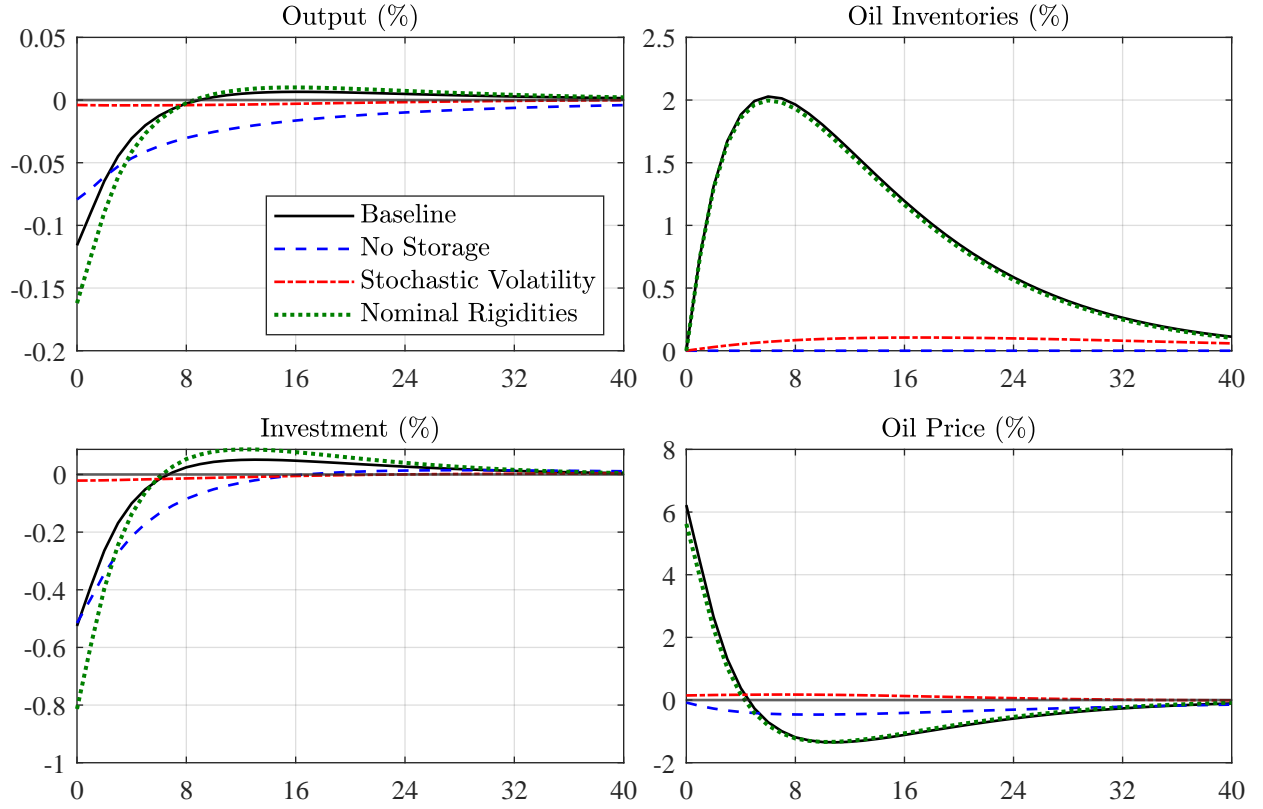 Output (%)
0.05
0
-0.05
-0.1
-0.15
-0.2
0 8 16 24 32 40
Baseline
No Storage
Stochastic Volatility
Nominal Rigidities
Oil Inventories (%)
2.5
2
1.5
1
0.5
0
0 8 16 24 32 40
Investment (%)
0
-0.2
-0.4
-0.6
-0.8
-1
0 8 16 24 32 40
Oil Price (%)
8
6
4
2
0
-2
0 8 16 24 32 40